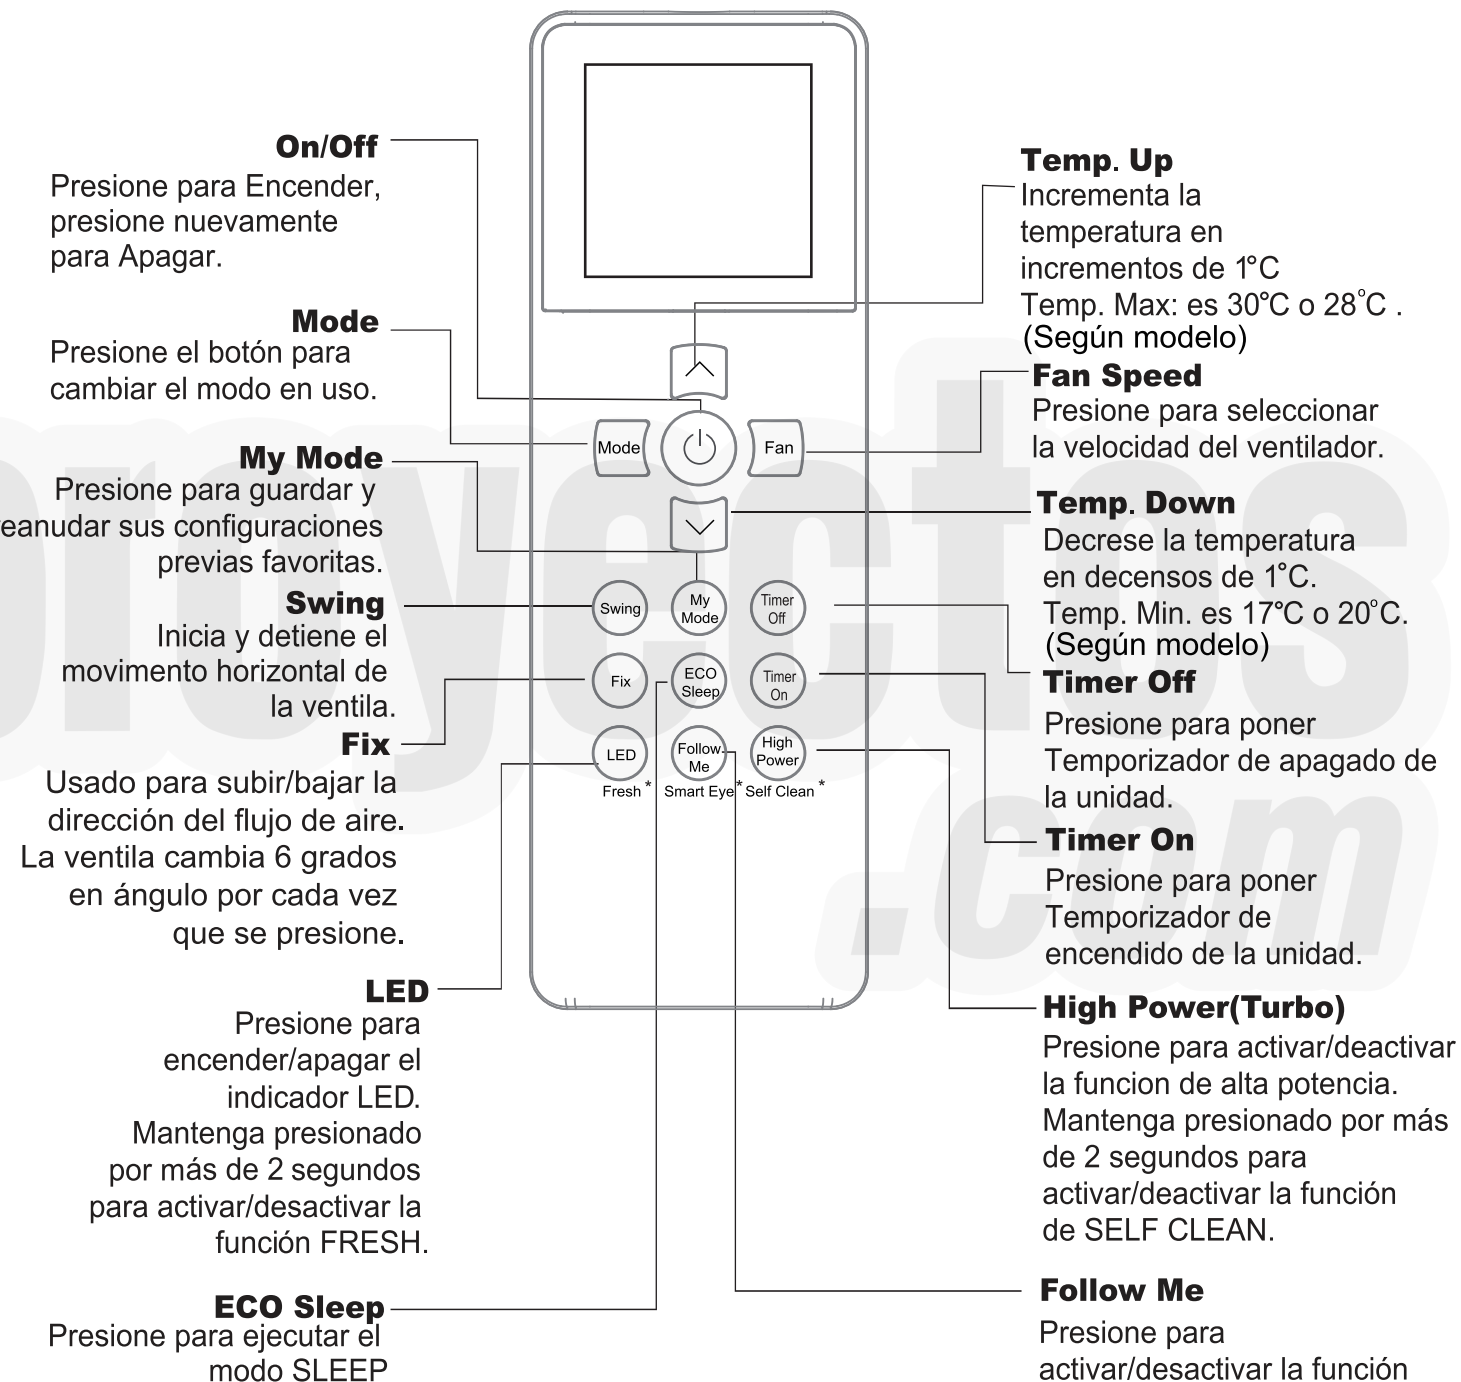 On/Off
Presione para Encender,
presione nuevamente
para Apagar.
Mode
Presione el botón para
cambiar el modo en uso.
My Mode
Presione para guardar y
eanudar sus configuraciones
previas favoritas.
Swing
Inicia y detiene el
movimento horizontal de
la ventila.
Fix
Usado para subir/bajar la
dirección del flujo de aire.
La ventila cambia 6 grados
en ángulo por cada vez
que se presione.
LED
Presione para
encender/apagar el
indicador LED.
Mantenga presionado
por más de 2 segundos
para activar/desactivar la
función FRESH.
ECO Sleep
Presione para ejecutar el
modo SLEEP
Mode
Fan
Swing
My
Mode
Timer
Off
Fix
ECO
Sleep
Timer
On
LED
Follow
Me
High
Power
Fresh *
Smart Eye *
Self Clean *
Temp. Up
Incrementa la
temperatura en
incrementos de 1°C
Temp. Max: es 30°C o 28°C .
(Según modelo)
Fan Speed
Presione para seleccionar
la velocidad del ventilador.
Temp. Down
Decrese la temperatura
en decensos de 1°C.
Temp. Min. es 17°C o 20°C.
(Según modelo)
Timer Off
Presione para poner
Temporizador de apagado de
la unidad.
Timer On
Presione para poner
Temporizador de
encendido de la unidad.
High Power(Turbo)
Presione para activar/deactivar
la funcion de alta potencia.
Mantenga presionado por más
de 2 segundos para
activar/deactivar la función
de SELF CLEAN.
Follow Me
Presione para
activar/desactivar la función
proyectos
.com